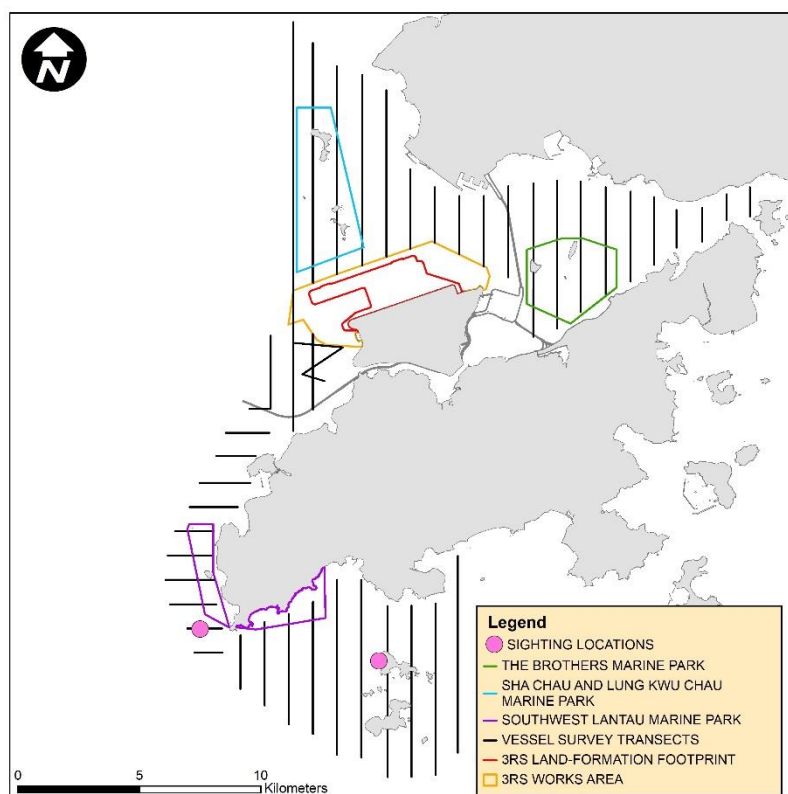 N
Legend
SIGHTING LOCATIONS
THE BROTHERS MARINE PARK
SHA CHAU AND LUNG KWU CHAU
MARINE PARK
SOUTHWEST LANTAU MARINE PARK
VESSEL SURVEY TRANSECTS
3RS LAND-FORMATION FOOTPRINT
3RS WORKS AREA
0 5 10
Kilometers